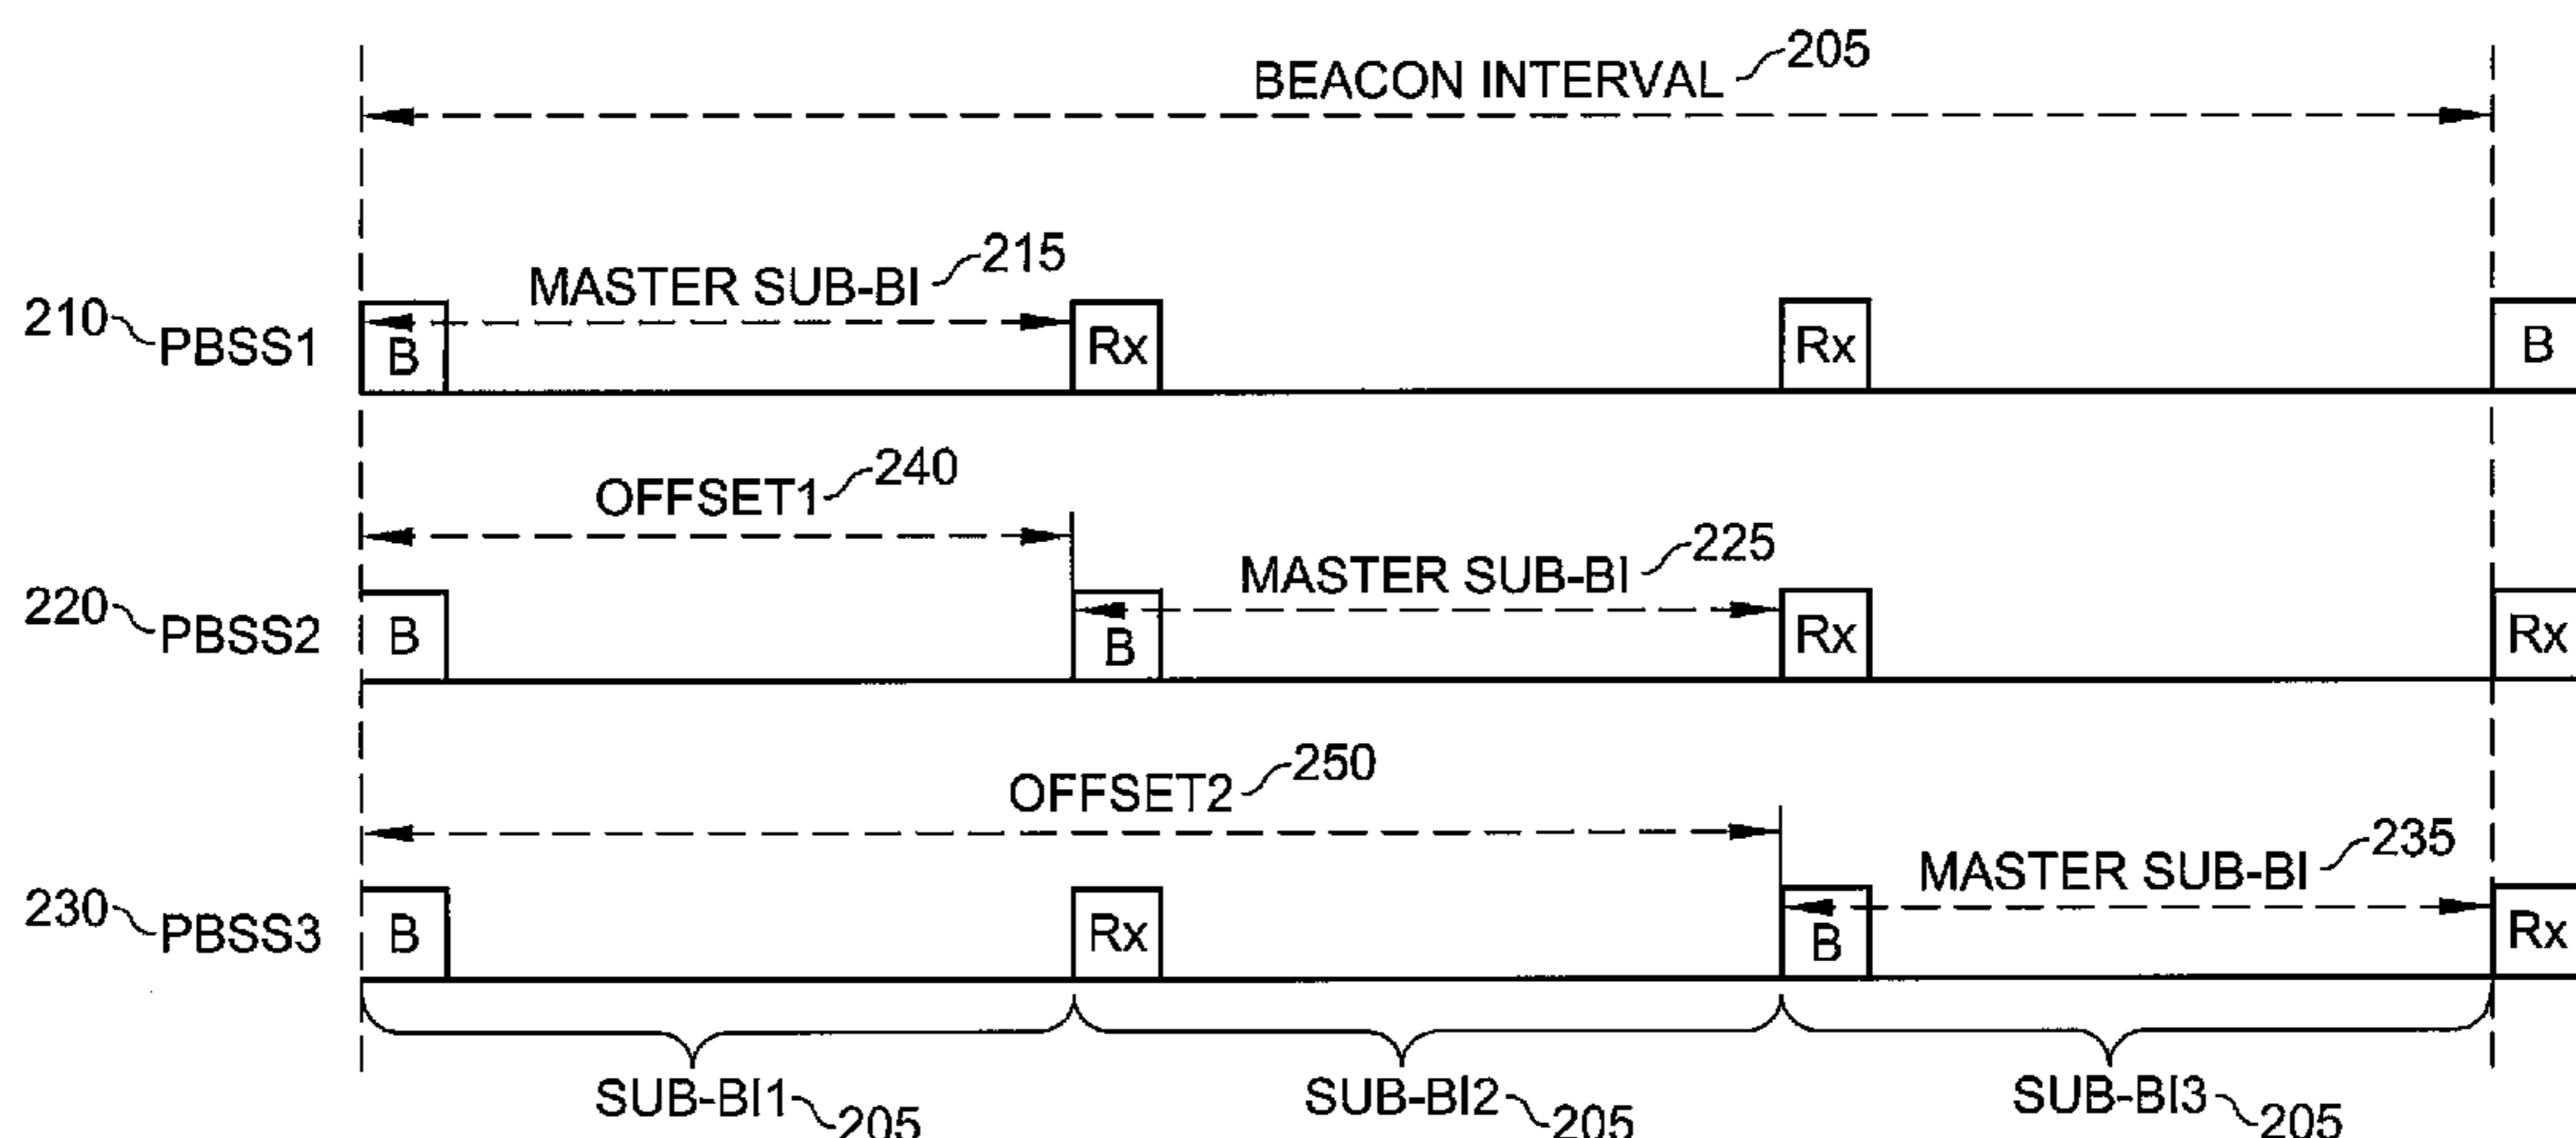 BEACON INTERVAL 205
MASTER SUB-BI 215
210 PBSS1 B Rx Rx B
OFFSET1 240
MASTER SUB-BI 225
220 PBSS2 B B Rx Rx
OFFSET2 250
MASTER SUB-BI 235
230 PBSS3 B Rx B Rx
SUB-BI1 205 SUB-BI2 205 SUB-BI3 205